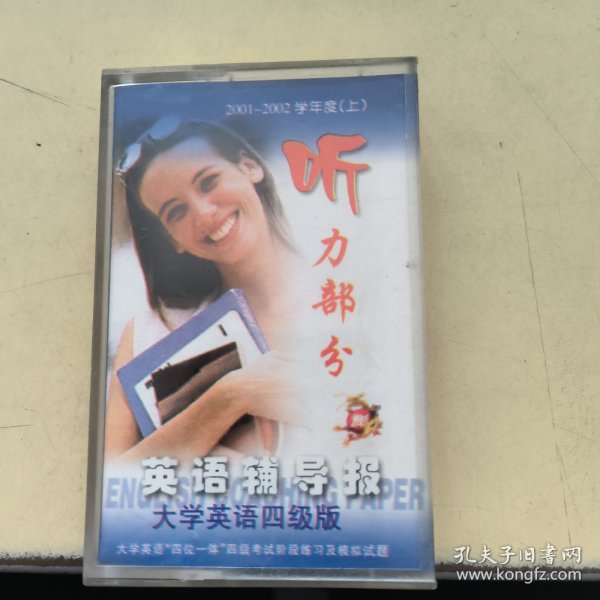 2001-2002 学年度(上)
听力部分
英语辅导报
ENGLISH COACHING PAPER
大学英语四级版
大学英语“四位一体”四级考试阶段练习及模拟试题
孔夫子旧书网
www.kongfz.com